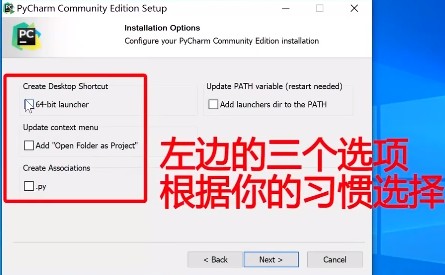 PyCharm Community Edition Setup
PC
Installation Options
Configure your PyCharm Community Edition installation
Create Desktop Shortcut
64-bit launcher
Update PATH variable (restart needed)
Add launchers dir to the PATH
Update context menu
Add "Open Folder as Project"
Create Associations
.py
左边的三个选项
根据你的习惯选择
< Back
Next >
Cancel